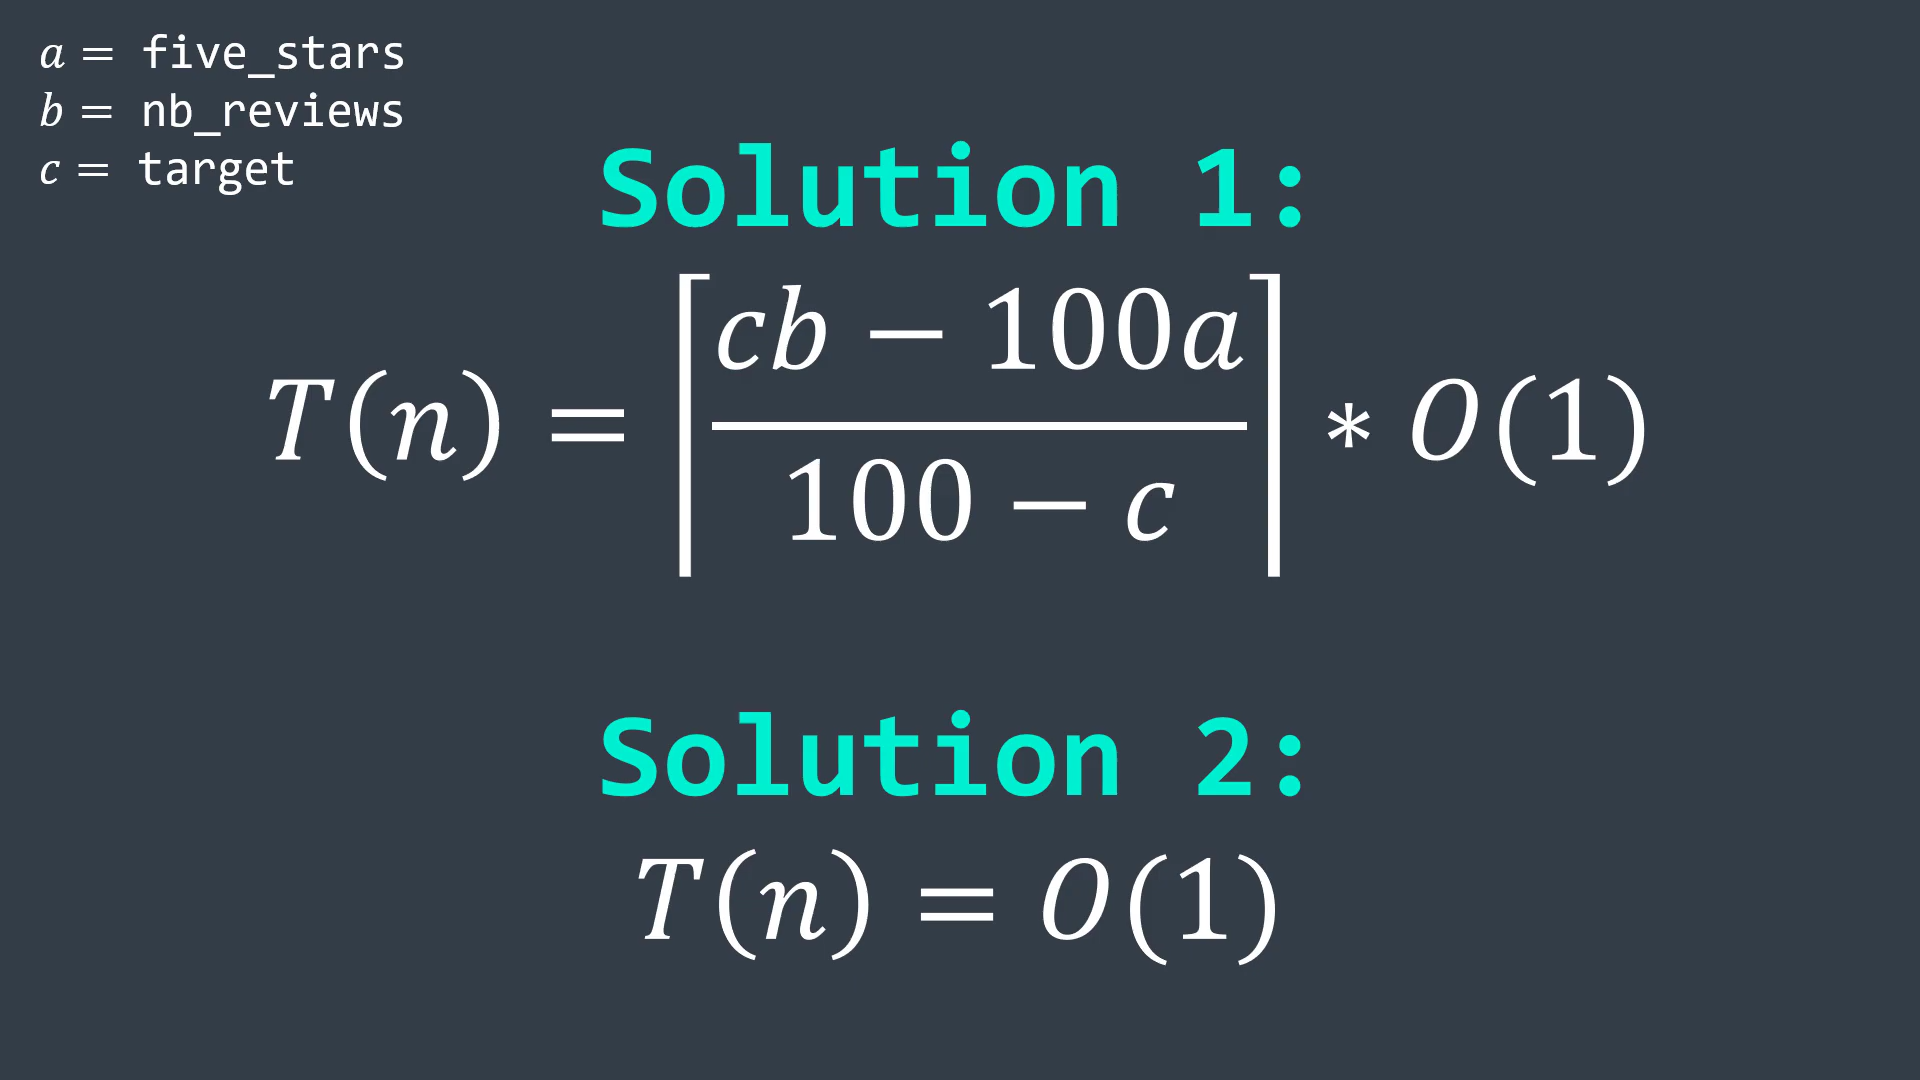 a = five_stars
b = nb_reviews
c = target
Solution 1:
T(n) = ⌈(cb − 100a)/(100 − c)⌉ * O(1)
Solution 2:
T(n) = O(1)